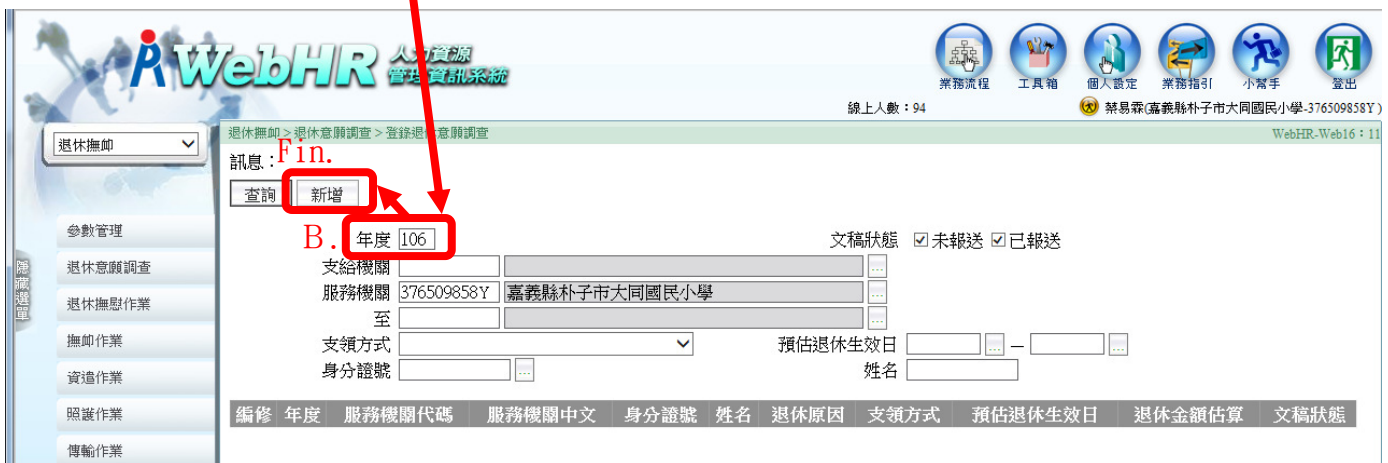 WebHR 人力資源
管理資訊系統
業務流程 工具箱 個人設定 業務指引 小幫手 登出
線上人數：94
禁易霖(嘉義縣朴子市大同國民小學-376509858Y)
退休撫卹
退休撫卹>退休意願調查>登錄退休意願調查
WebHR-Web16：11
訊息：
Fin.
查詢 新增
參數管理
退休意願調查
退休撫慰作業
撫卹作業
資遣作業
照護作業
傳輸作業
隱藏選單
B. 年度 106 文稿狀態 未報送 已報送
支給機關 ...
服務機關 376509858Y 嘉義縣朴子市大同國民小學 ...
至 ...
支領方式 預估退休生效日 ... — ...
身分證號 ... 姓名
編修 年度 服務機關代碼 服務機關中文 身分證號 姓名 退休原因 支領方式 預估退休生效日 退休金額估算 文稿狀態